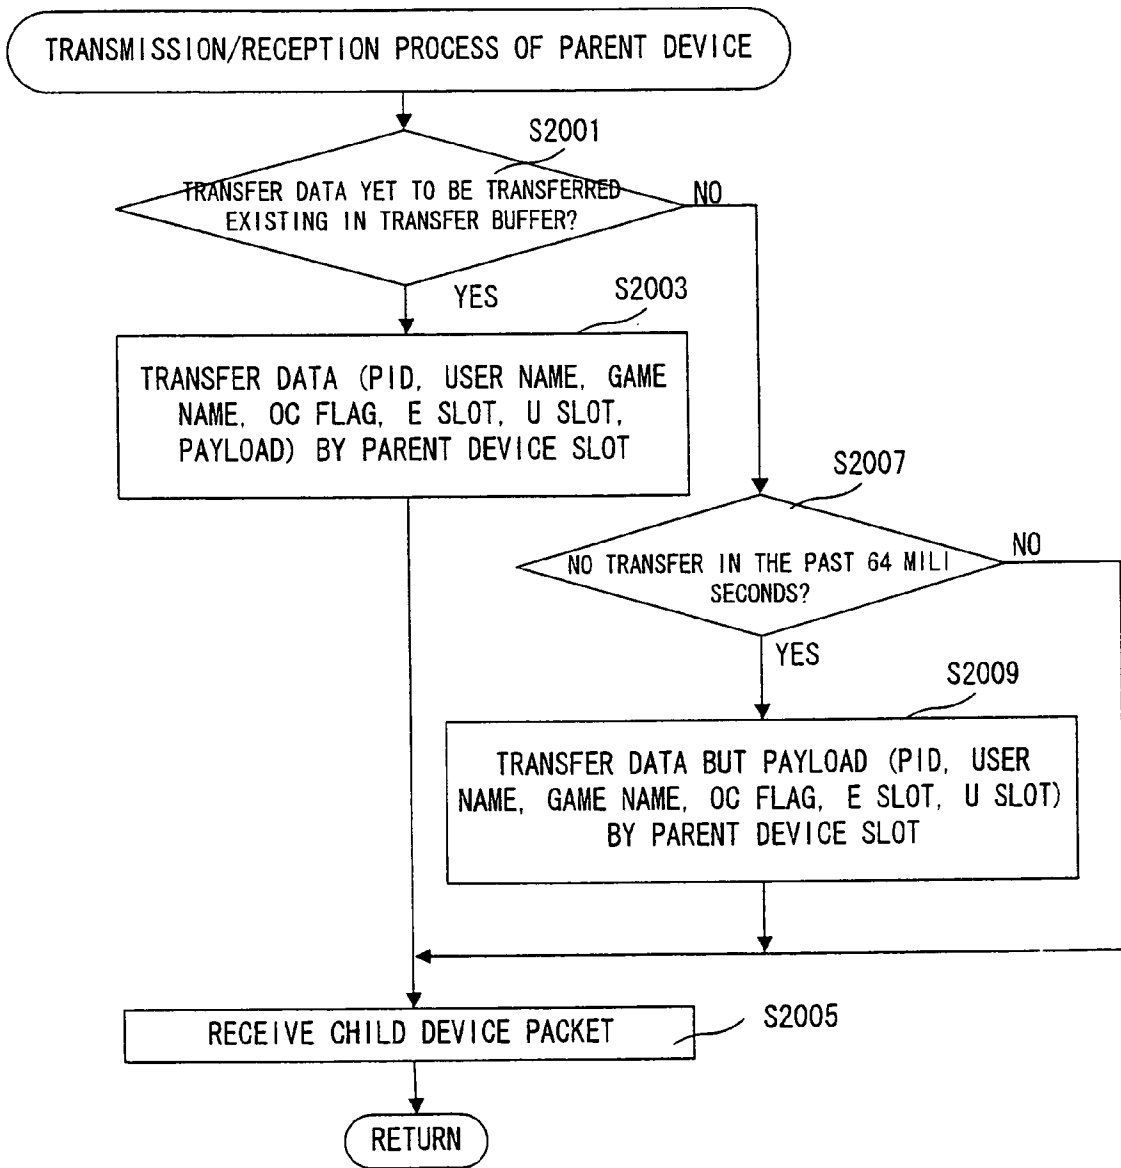 TRANSMISSION/RECEPTION PROCESS OF PARENT DEVICE
S2001
TRANSFER DATA YET TO BE TRANSFERRED
EXISTING IN TRANSFER BUFFER?
NO
YES
S2003
TRANSFER DATA (PID, USER NAME, GAME
NAME, OC FLAG, E SLOT, U SLOT,
PAYLOAD) BY PARENT DEVICE SLOT
S2007
NO TRANSFER IN THE PAST 64 MILI
SECONDS?
NO
YES
S2009
TRANSFER DATA BUT PAYLOAD (PID, USER
NAME, GAME NAME, OC FLAG, E SLOT, U SLOT)
BY PARENT DEVICE SLOT
RECEIVE CHILD DEVICE PACKET
S2005
RETURN